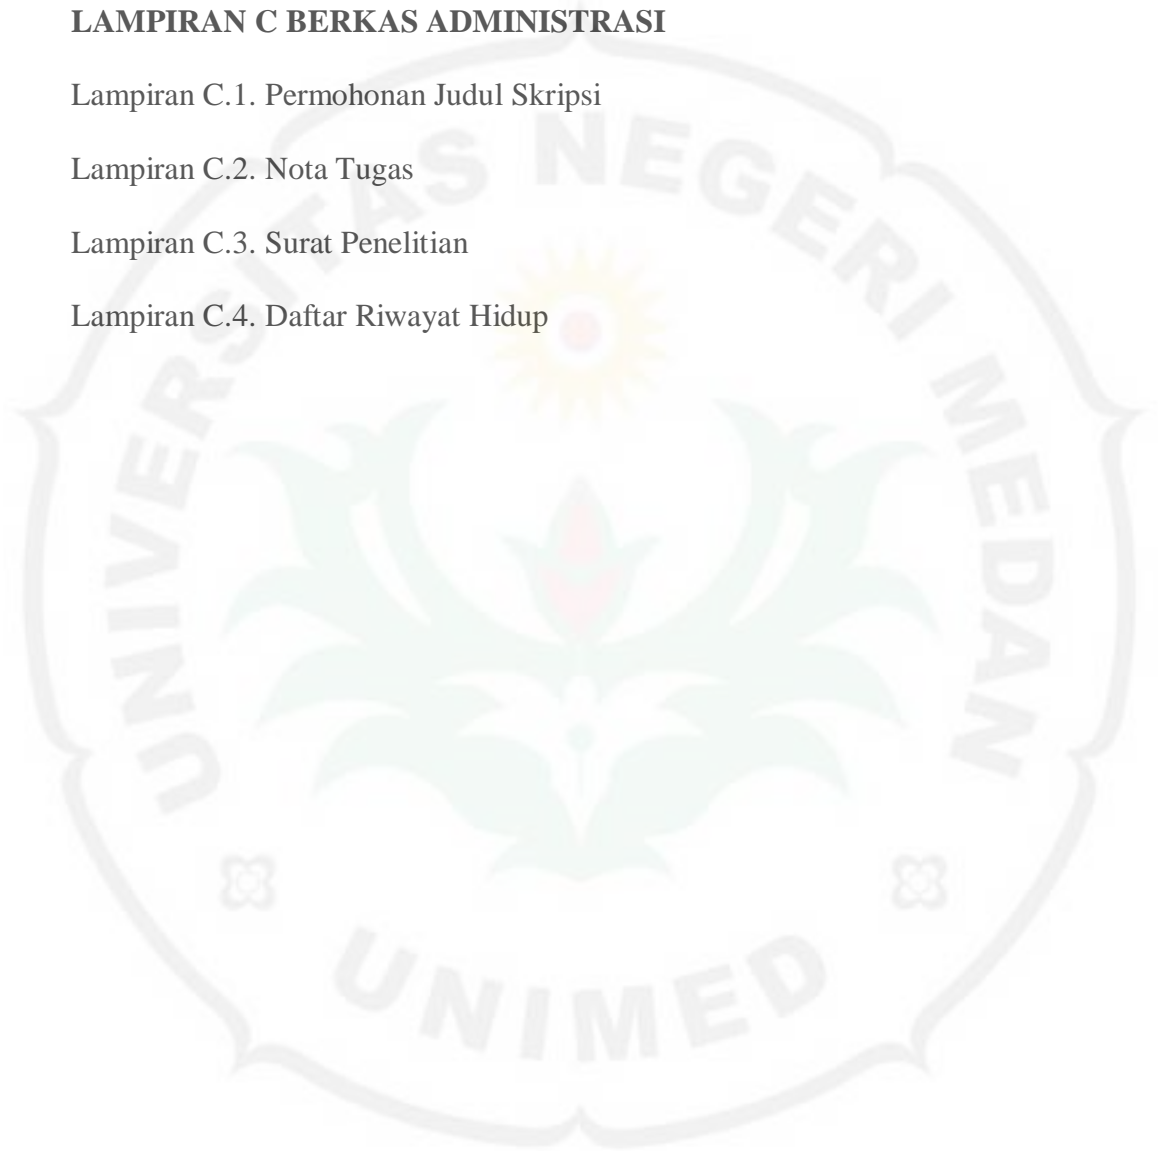 LAMPIRAN C BERKAS ADMINISTRASI
Lampiran C.1. Permohonan Judul Skripsi
Lampiran C.2. Nota Tugas
Lampiran C.3. Surat Penelitian
Lampiran C.4. Daftar Riwayat Hidup
UNIVERSITAS NEGERI MEDAN
UNIMED